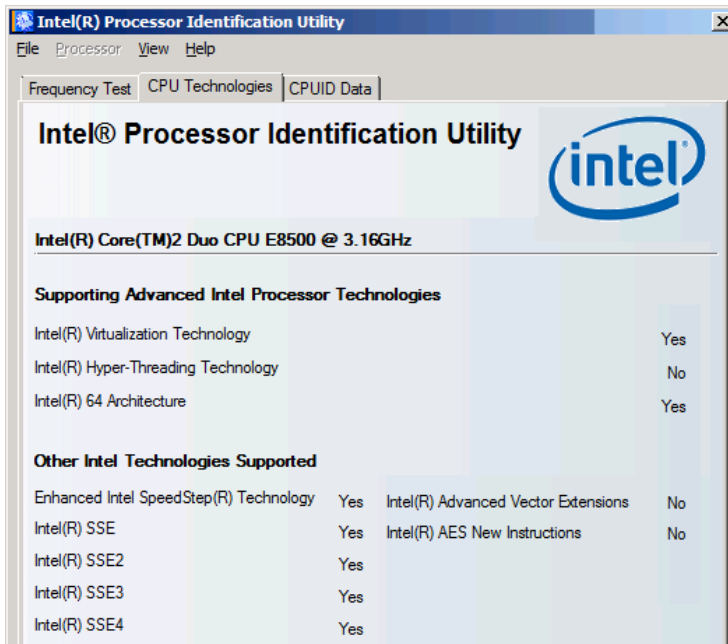 Intel(R) Processor Identification Utility
File Processor View Help
Frequency Test CPU Technologies CPUID Data
Intel® Processor Identification Utility
intel
Intel(R) Core(TM)2 Duo CPU E8500 @ 3.16GHz
Supporting Advanced Intel Processor Technologies
Intel(R) Virtualization Technology Yes
Intel(R) Hyper-Threading Technology No
Intel(R) 64 Architecture Yes
Other Intel Technologies Supported
Enhanced Intel SpeedStep(R) Technology Yes Intel(R) Advanced Vector Extensions No
Intel(R) SSE Yes Intel(R) AES New Instructions No
Intel(R) SSE2 Yes
Intel(R) SSE3 Yes
Intel(R) SSE4 Yes